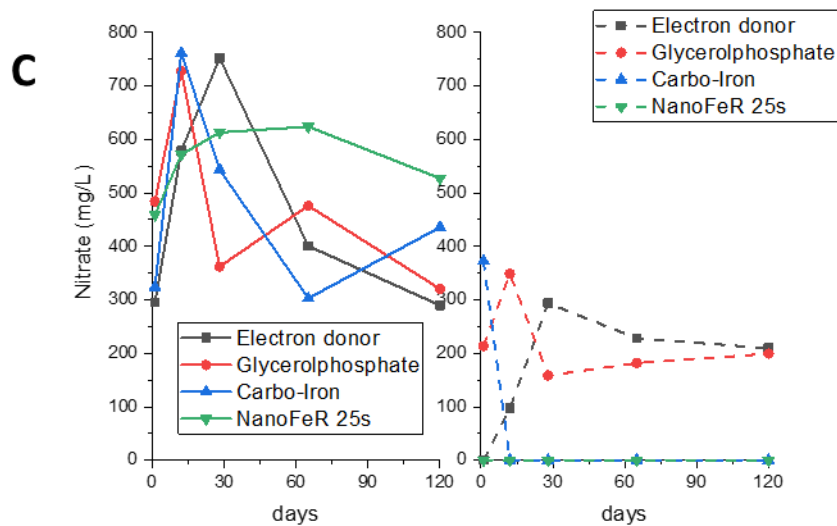 C
Nitrate (mg/L)
800
700
600
500
400
300
200
100
0
0 30 60 90 120
days
Electron donor
Glycerolphosphate
Carbo-Iron
NanoFeR 25s
800
700
600
500
400
300
200
100
0
0 30 60 90 120
days
Electron donor
Glycerolphosphate
Carbo-Iron
NanoFeR 25s